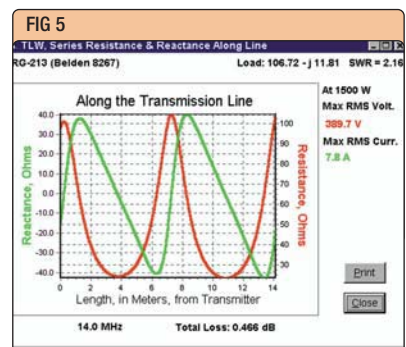 FIG 5
TLW, Series Resistance & Reactance Along Line
RG-213 (Belden 8267)
Load: 106.72 - j 11.81 SWR = 2.16
At 1500 W
Max RMS Volt.
389.7 V
Max RMS Curr.
7.8 A
Along the Transmission Line
Reactance, Ohms
40.0
30.0
20.0
10.0
0.0
-10.0
-20.0
-30.0
-40.0
100
90
80
70
60
50
40
30
Resistance, Ohms
0 2 4 6 8 10 12 14
Length, in Meters, from Transmitter
14.0 MHz
Total Loss: 0.466 dB
Print
Close